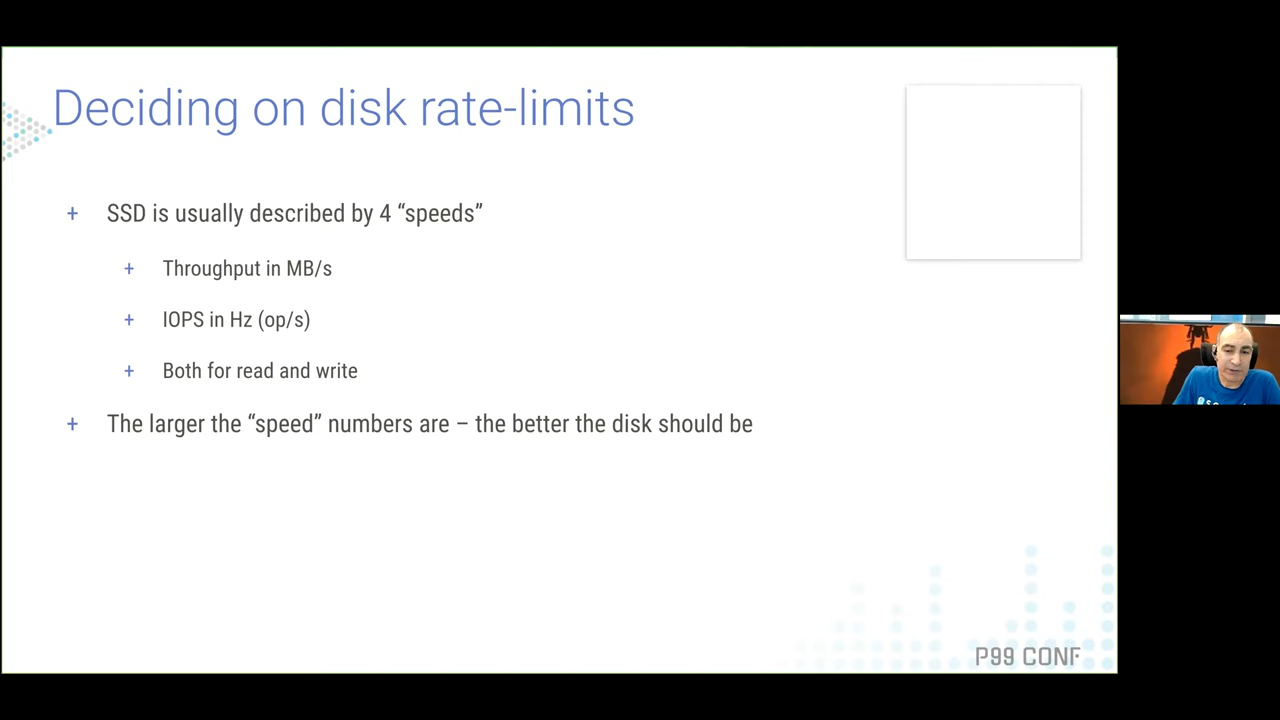 Deciding on disk rate-limits
+ SSD is usually described by 4 “speeds”
+ Throughput in MB/s
+ IOPS in Hz (op/s)
+ Both for read and write
+ The larger the “speed” numbers are – the better the disk should be
P99 CONF